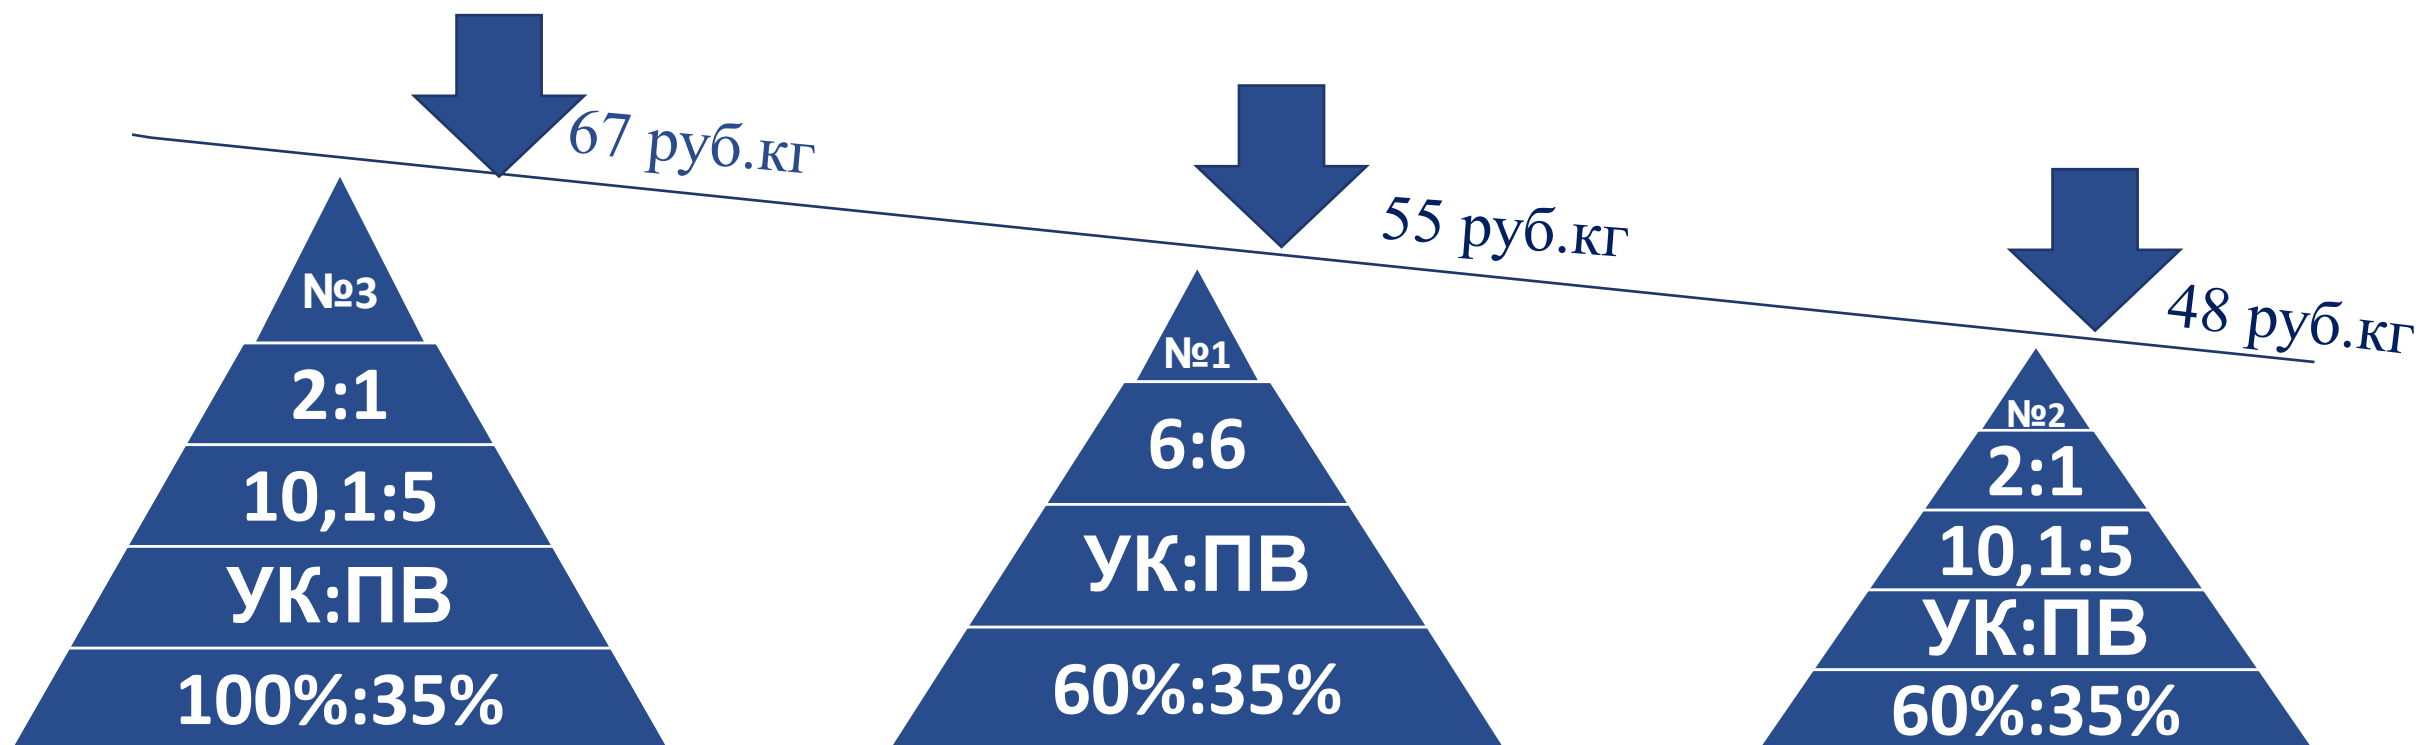 67 руб.кг
№3
2:1
10,1:5
УК:ПВ
100%:35%
55 руб.кг
№1
6:6
УК:ПВ
60%:35%
48 руб.кг
№2
2:1
10,1:5
УК:ПВ
60%:35%